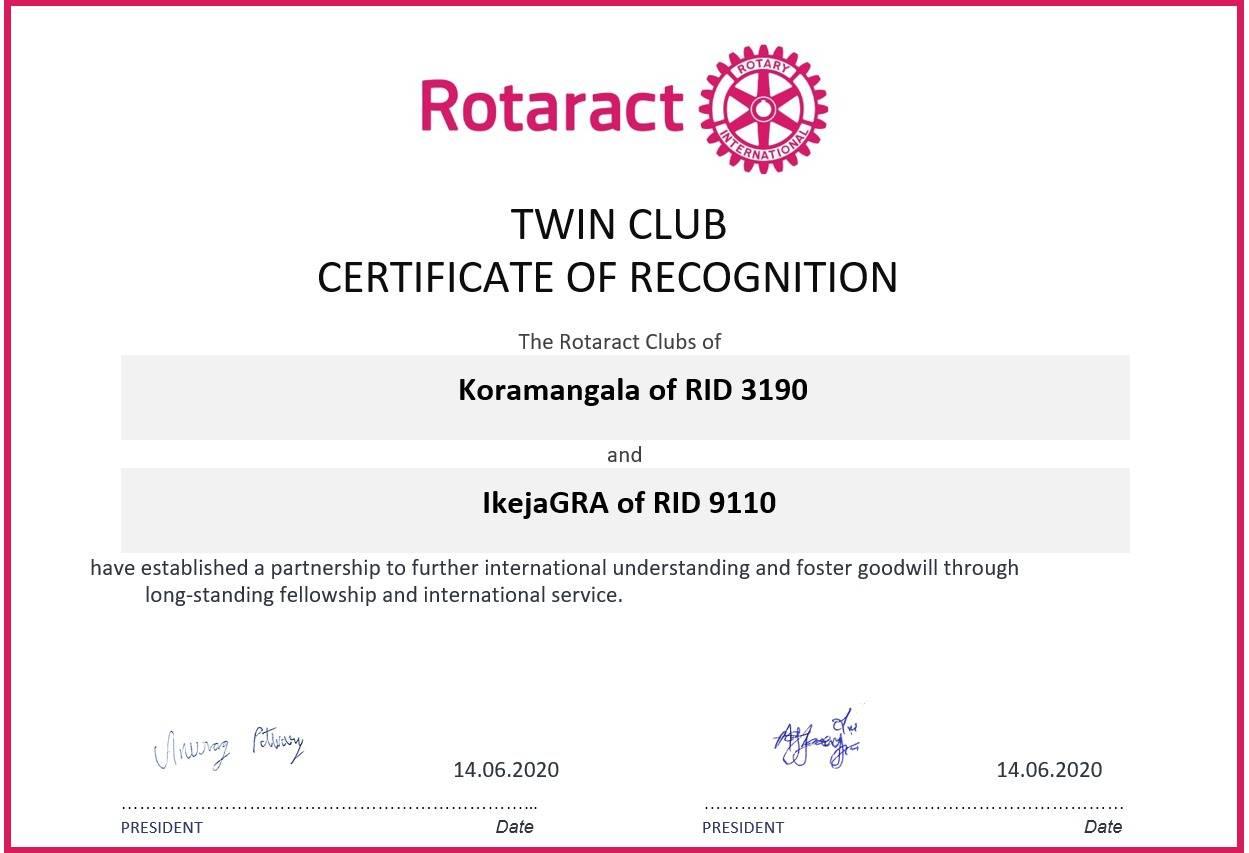 Rotaract
ROTARY
INTERNATIONAL
TWIN CLUB
CERTIFICATE OF RECOGNITION
The Rotaract Clubs of
Koramangala of RID 3190
and
IkejaGRA of RID 9110
have established a partnership to further international understanding and foster goodwill through
long-standing fellowship and international service.
Anurag
14.06.2020
14.06.2020
PRESIDENT Date PRESIDENT Date